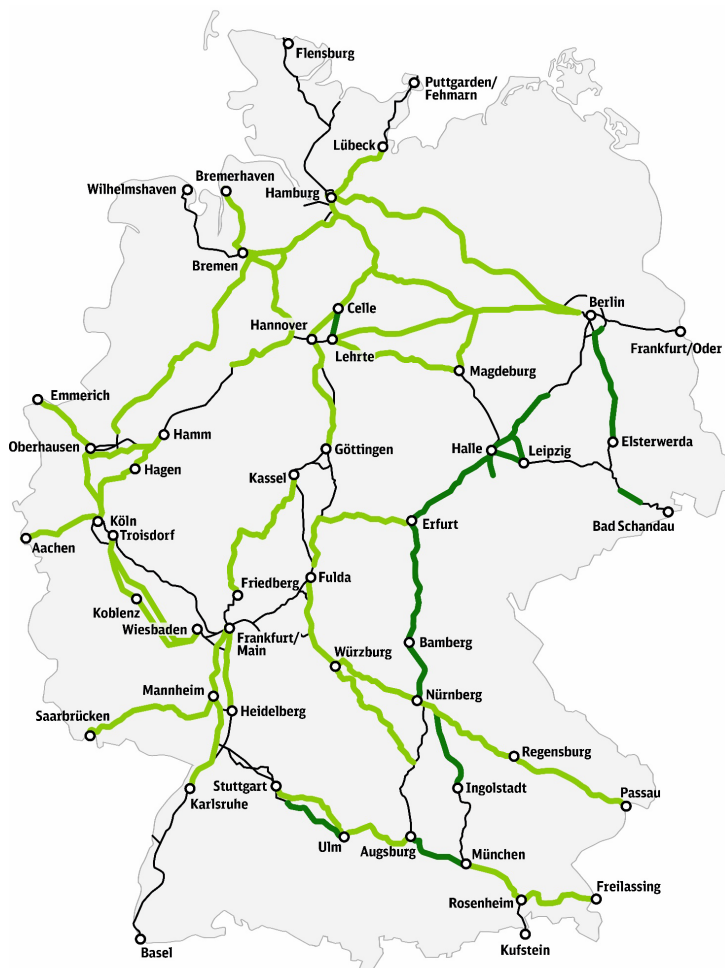 Flensburg
Puttgarden/
Fehmarn
Lübeck
Bremerhaven
Wilhelmshaven
Hamburg
Bremen
Celle
Berlin
Hannover
Frankfurt/Oder
Lehrte
Magdeburg
Emmerich
Hamm
Oberhausen
Elsterwerda
Göttingen
Halle
Leipzig
Hagen
Kassel
Köln
Troisdorf
Erfurt
Bad Schandau
Aachen
Friedberg
Fulda
Koblenz
Wiesbaden
Frankfurt/
Main
Bamberg
Würzburg
Mannheim
Nürnberg
Heidelberg
Saarbrücken
Regensburg
Stuttgart
Ingolstadt
Karlsruhe
Passau
Ulm
Augsburg
München
Freilassing
Rosenheim
Basel
Kufstein